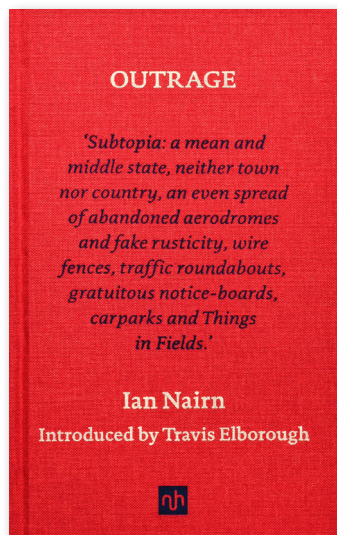 OUTRAGE
‘Subtopia: a mean and
middle state, neither town
nor country, an even spread
of abandoned aerodromes
and fake rusticity, wire
fences, traffic roundabouts,
gratuitous notice-boards,
carparks and Things
in Fields.’
Ian Nairn
Introduced by Travis Elborough